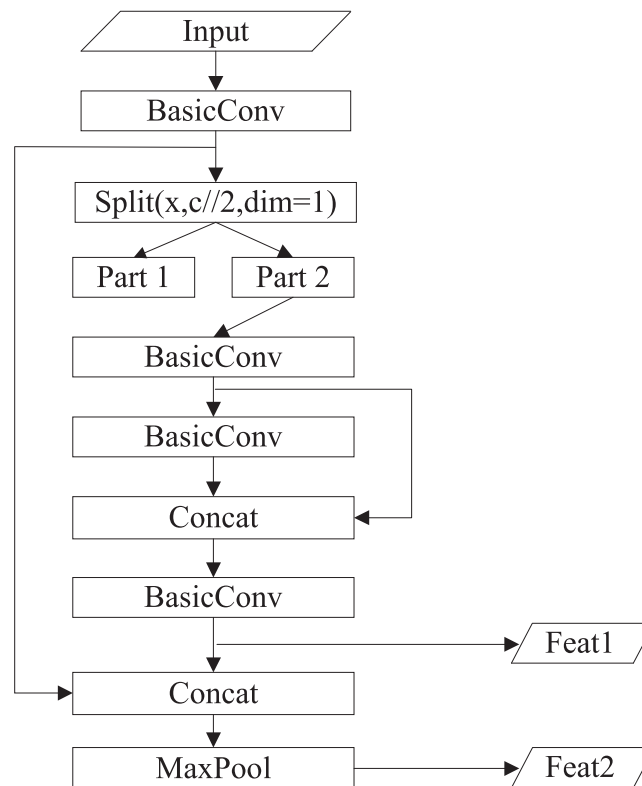 Input
BasicConv
Split(x,c//2,dim=1)
Part 1
Part 2
BasicConv
BasicConv
Concat
BasicConv
Feat1
Concat
MaxPool
Feat2